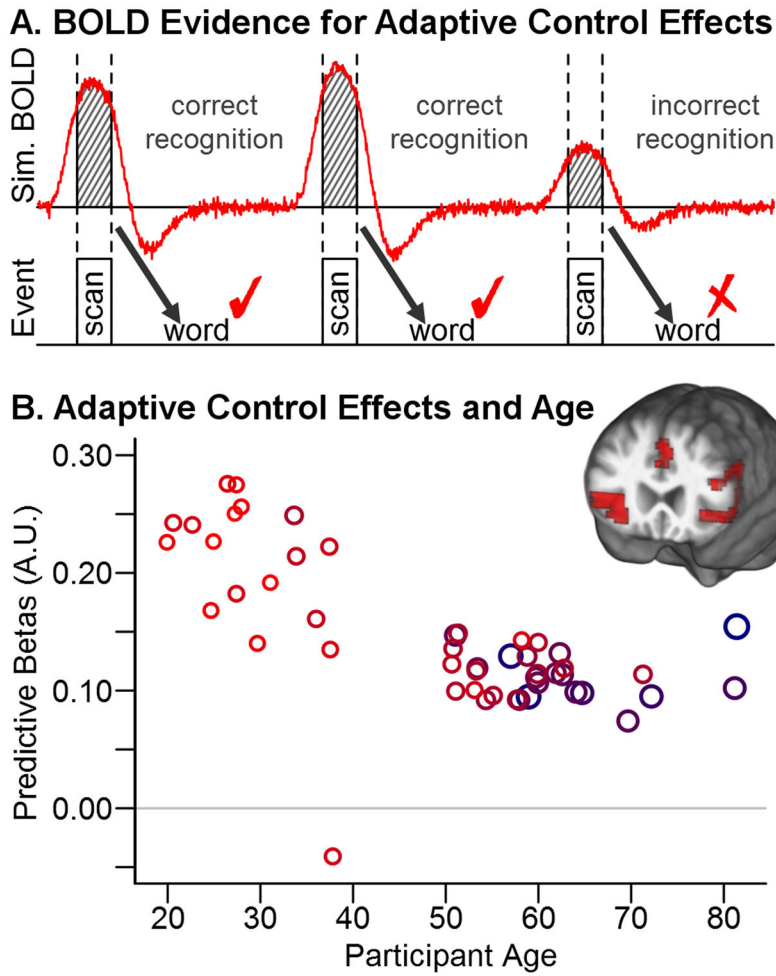 A. BOLD Evidence for Adaptive Control Effects
Sim. BOLD
correct
recognition
correct
recognition
incorrect
recognition
Event
scan
word
scan
word
scan
word
B. Adaptive Control Effects and Age
Predictive Betas (A.U.)
0.30
0.20
0.10
0.00
20 30 40 50 60 70 80
Participant Age